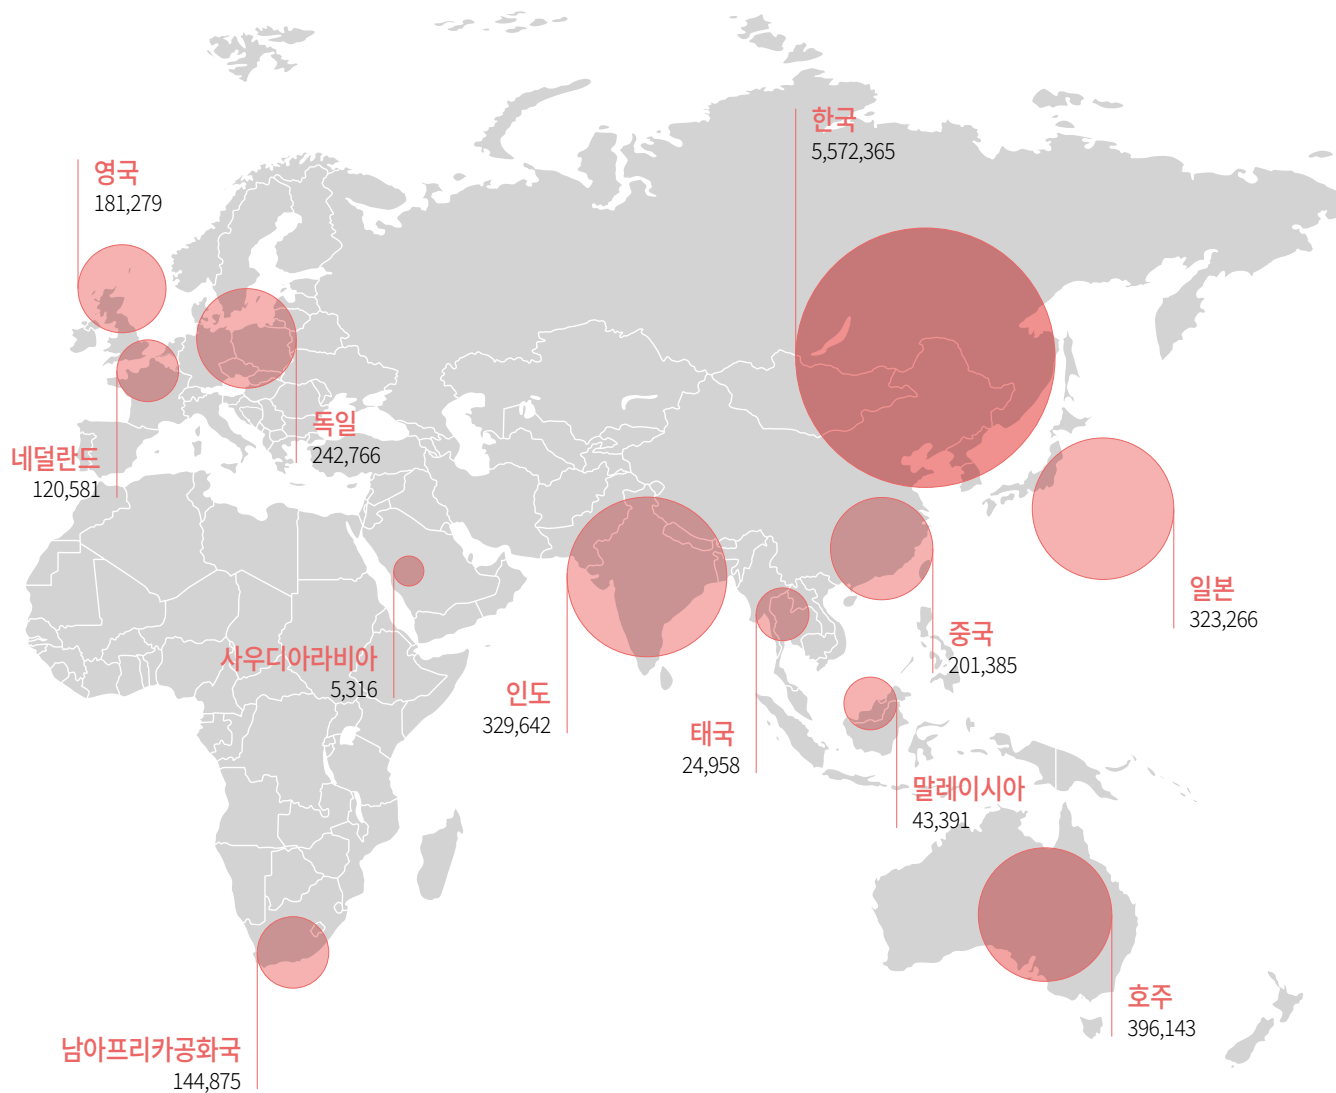 한국
5,572,365
영국
181,279
독일
242,766
네덜란드
120,581
일본
323,266
중국
201,385
사우디아라비아
5,316
인도
329,642
태국
24,958
말레이시아
43,391
호주
396,143
남아프리카공화국
144,875